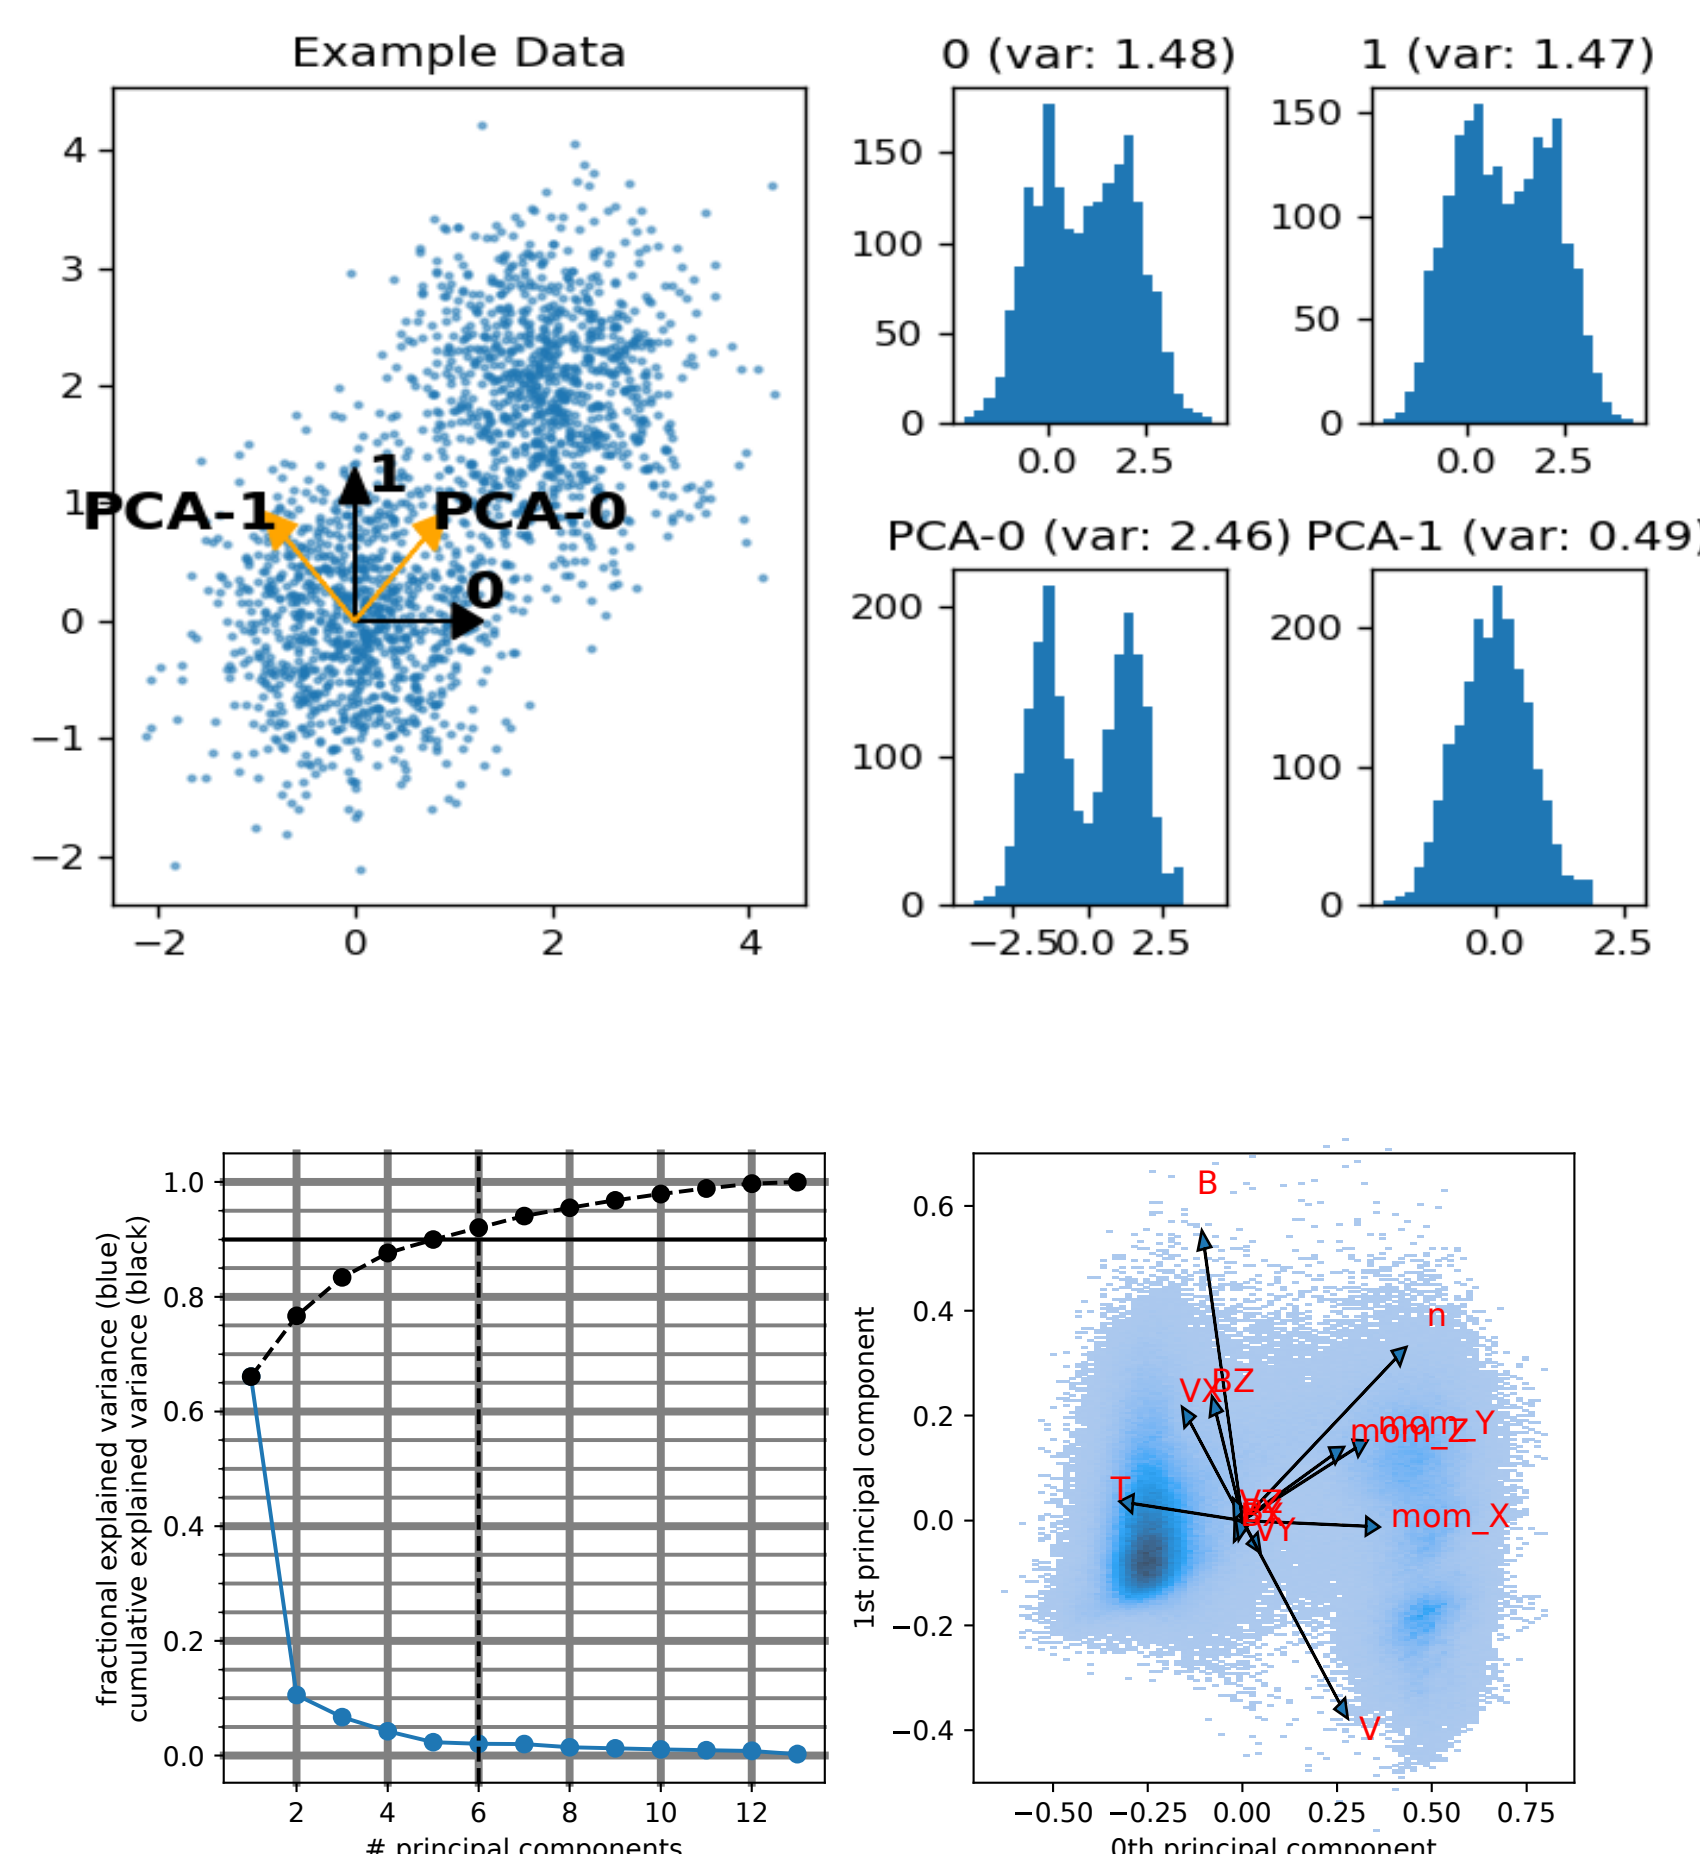 Example Data
4
3
2
1
0
−1
−2
−2 0 2 4
PCA-1
1
PCA-0
0
0 (var: 1.48)
150
100
50
0
0.0 2.5
1 (var: 1.47)
150
100
50
0
0.0 2.5
PCA-0 (var: 2.46)
200
100
0
−2.5 0.0 2.5
PCA-1 (var: 0.49)
200
100
0
0.0 2.5
fractional explained variance (blue)
cumulative explained variance (black)
1.0
0.8
0.6
0.4
0.2
0.0
2 4 6 8 10 12
# principal components
1st principal component
0.6
0.4
0.2
0.0
−0.2
−0.4
B
n
BZ
VX
mom_Y
mom_Z
T
VZ
mom_X
VY
V
−0.50 −0.25 0.00 0.25 0.50 0.75
0th principal component